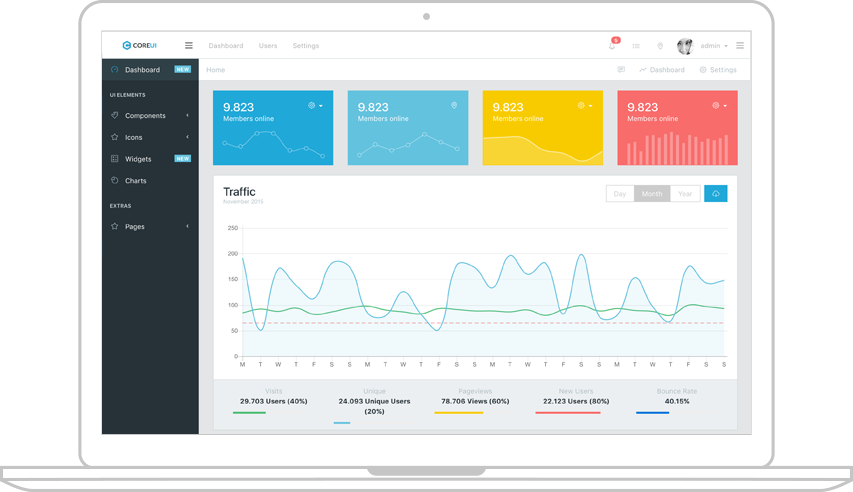 COREUI
Dashboard Users Settings
5
admin
Dashboard NEW
Home
Dashboard Settings
UI ELEMENTS
Components
Icons
Widgets NEW
Charts
EXTRAS
Pages
9.823
Members online
9.823
Members online
9.823
Members online
9.823
Members online
Traffic
November 2015
Day Month Year
250
200
150
100
50
0
M T W T F S S M T W T F S S M T W T F S S M T W T F S S
Visits
29.703 Users (40%)
Unique
24.093 Unique Users
(20%)
Pageviews
78.706 Views (60%)
New Users
22.123 Users (80%)
Bounce Rate
40.15%